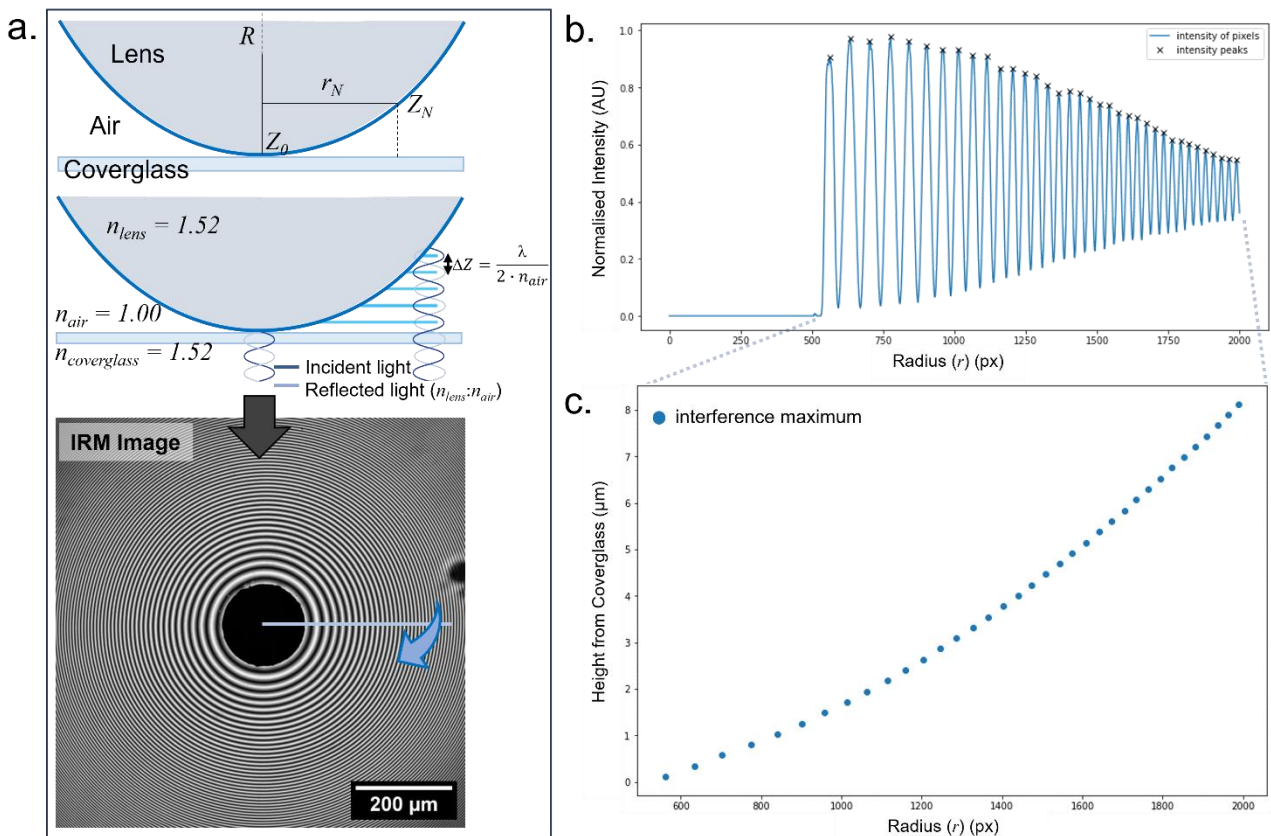 a.
R
Lens
r_N
Z_N
Air
Z_0
Coverglass
n_lens = 1.52
ΔZ = λ / 2 · n_air
n_air = 1.00
n_coverglass = 1.52
Incident light
Reflected light (n_lens:n_air)
IRM Image
200 µm
b.
intensity of pixels
intensity peaks
Normalised Intensity (AU)
1.0
0.8
0.6
0.4
0.2
0.0
0 250 500 750 1000 1250 1500 1750 2000
Radius (r) (px)
c.
interference maximum
Height from Coverglass (µm)
8
7
6
5
4
3
2
1
0
600 800 1000 1200 1400 1600 1800 2000
Radius (r) (px)